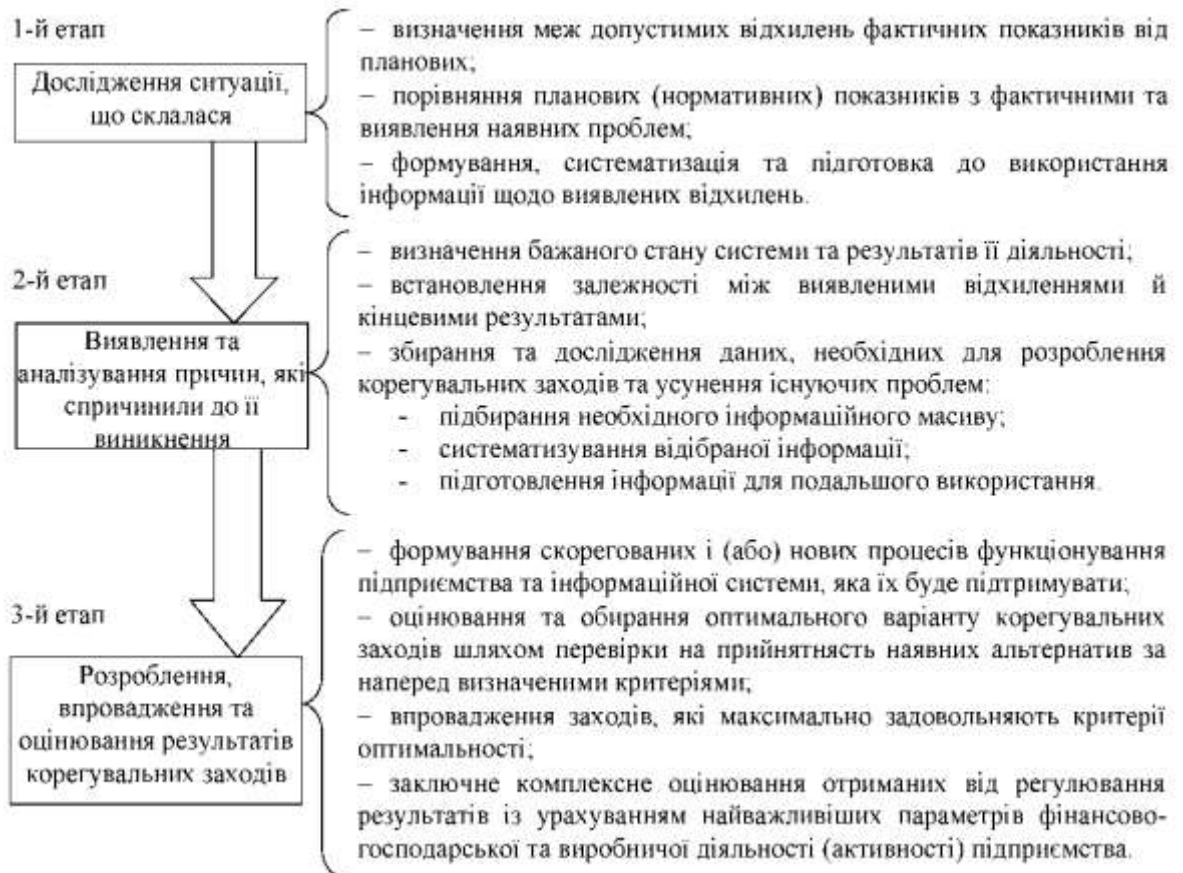 1-й етап
Дослідження ситуації,
що склалася
– визначення меж допустимих відхилень фактичних показників від
планових;
– порівняння планових (нормативних) показників з фактичними та
виявлення наявних проблем;
– формування, систематизація та підготовка до використання
інформації щодо виявлених відхилень.
2-й етап
Виявлення та
аналізування причин, які
спричинили до її
виникнення
– визначення бажаного стану системи та результатів її діяльності;
– встановлення залежності між виявленими відхиленнями й
кінцевими результатами;
– збирання та дослідження даних, необхідних для розроблення
корегувальних заходів та усунення існуючих проблем:
- підбирання необхідного інформаційного масиву;
- систематизування відібраної інформації;
- підготовлення інформації для подальшого використання.
3-й етап
Розроблення,
впровадження та
оцінювання результатів
корегувальних заходів
– формування скорегованих і (або) нових процесів функціонування
підприємства та інформаційної системи, яка їх буде підтримувати;
– оцінювання та обирання оптимального варіанту корегувальних
заходів шляхом перевірки на прийнятнясть наявних альтернатив за
наперед визначеними критеріями;
– впровадження заходів, які максимально задовольняють критерії
оптимальності;
– заключне комплексне оцінювання отриманих від регулювання
результатів із урахуванням найважливіших параметрів фінансово-
господарської та виробничої діяльності (активності) підприємства.